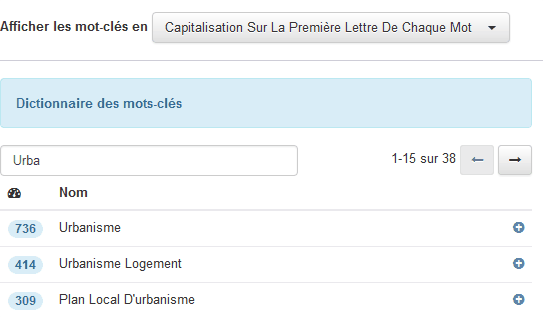 Afficher les mot-clés en Capitalisation Sur La Première Lettre De Chaque Mot
Dictionnaire des mots-clés
Urba 1-15 sur 38 ← →
Nom
736 Urbanisme
414 Urbanisme Logement
309 Plan Local D'urbanisme